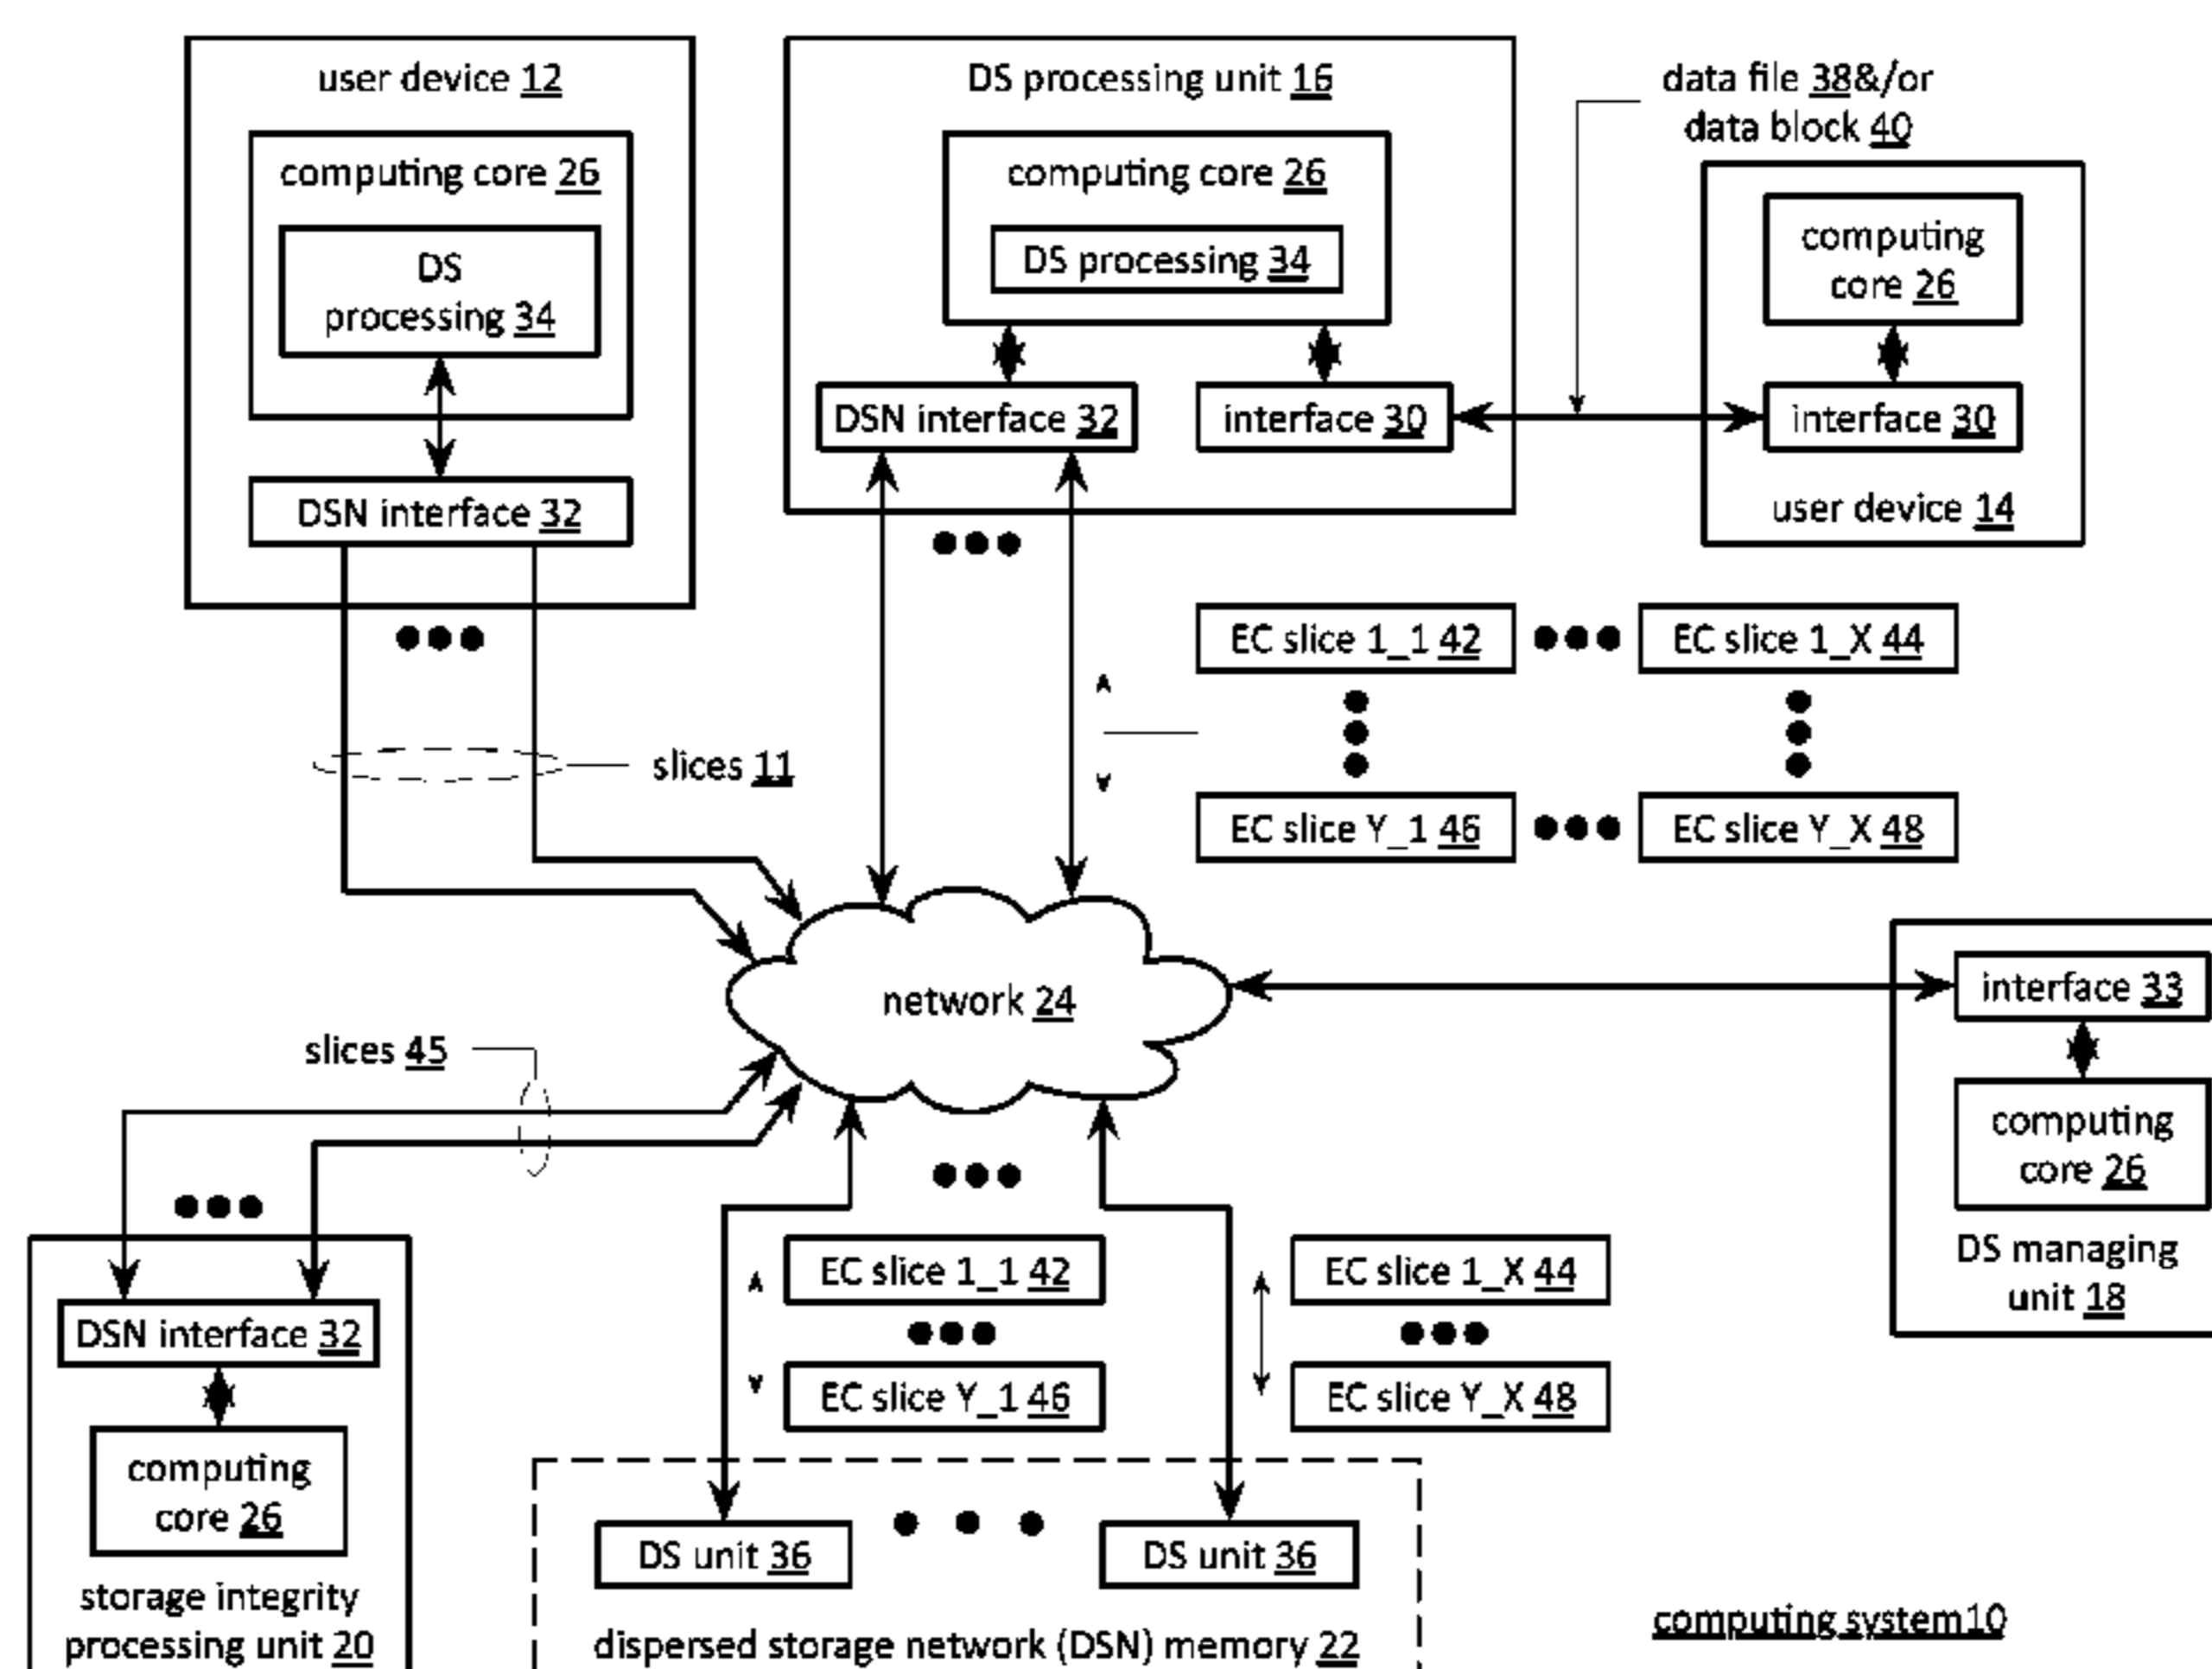 user device 12
computing core 26
DS
processing 34
DSN interface 32
DS processing unit 16
computing core 26
DS processing 34
DSN interface 32
interface 30
data file 38&/or
data block 40
computing
core 26
interface 30
user device 14
slices 11
EC slice 1_1 42
EC slice 1_X 44
EC slice Y_1 46
EC slice Y_X 48
network 24
interface 33
computing
core 26
DS managing
unit 18
slices 45
DSN interface 32
computing
core 26
storage integrity
processing unit 20
EC slice 1_1 42
EC slice Y_1 46
EC slice 1_X 44
EC slice Y_X 48
DS unit 36
DS unit 36
dispersed storage network (DSN) memory 22
computing system10